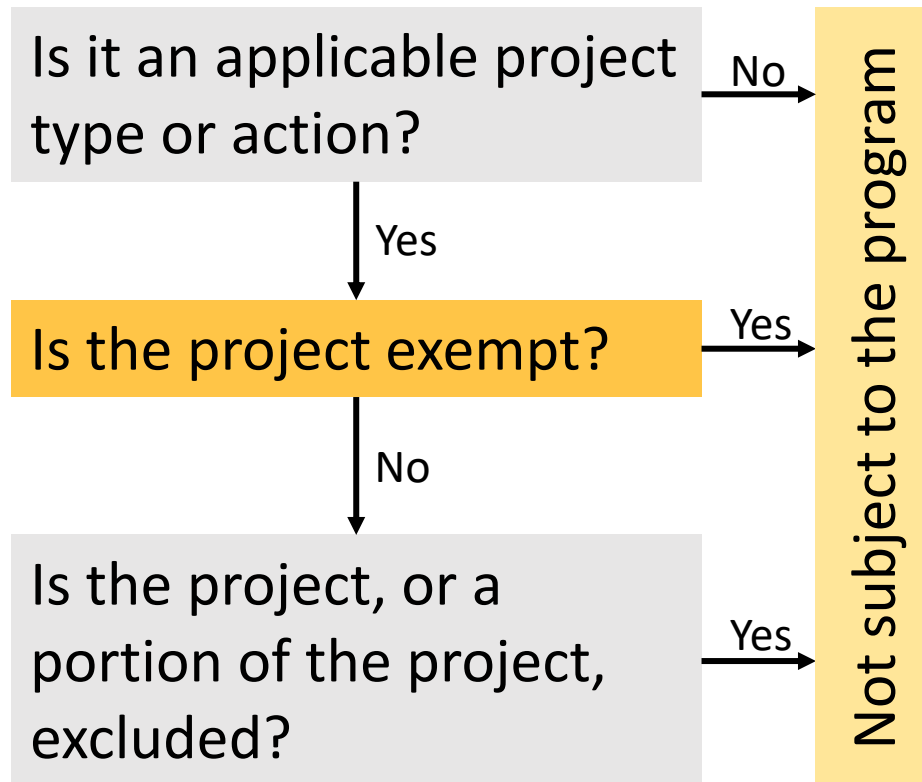 Is it an applicable project
type or action?
No
Yes
Is the project exempt?
Yes
No
Is the project, or a
portion of the project,
excluded?
Yes
Not subject to the program